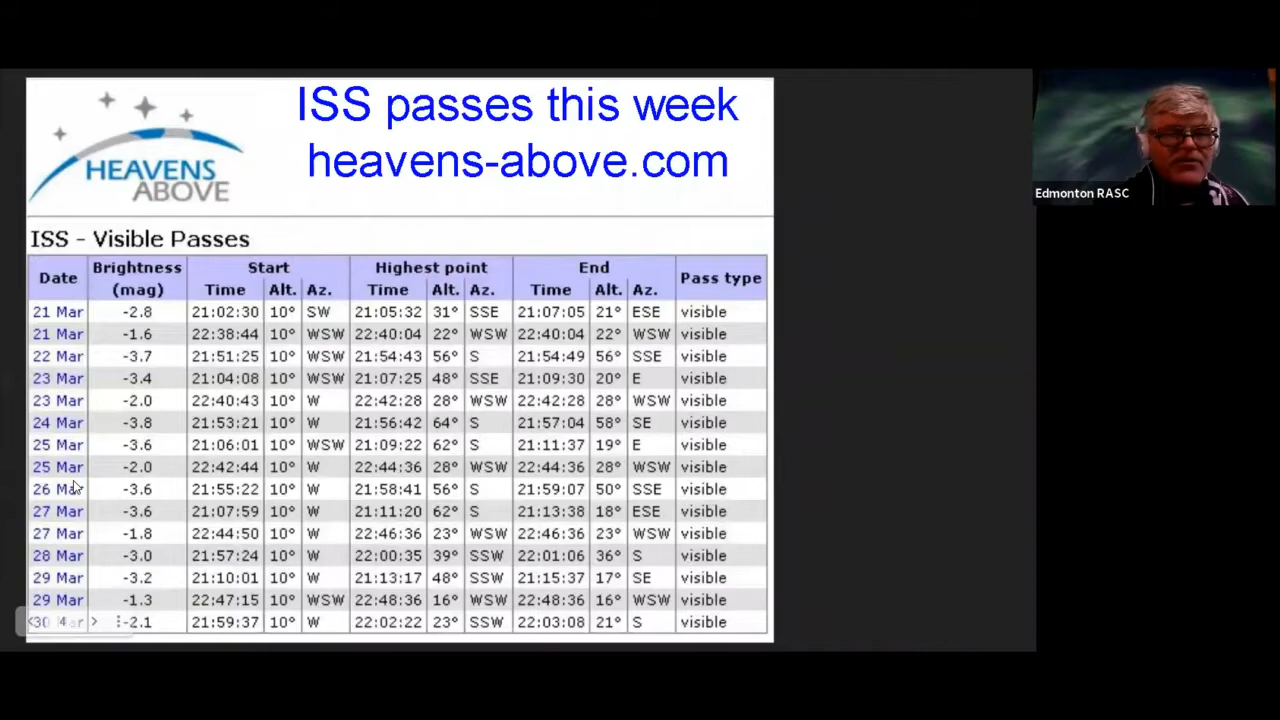 ISS passes this week
heavens-above.com
HEAVENS
ABOVE
Edmonton RASC
ISS - Visible Passes
Date Brightness (mag) Start Highest point End Pass type
Time Alt. Az. Time Alt. Az. Time Alt. Az.
21 Mar -2.8 21:02:30 10° SW 21:05:32 31° SSE 21:07:05 21° ESE visible
21 Mar -1.6 22:38:44 10° WSW 22:40:04 22° WSW 22:40:04 22° WSW visible
22 Mar -3.7 21:51:25 10° WSW 21:54:43 56° S 21:54:49 56° SSE visible
23 Mar -3.4 21:04:08 10° WSW 21:07:25 48° SSE 21:09:30 20° E visible
23 Mar -2.0 22:40:43 10° W 22:42:28 28° WSW 22:42:28 28° WSW visible
24 Mar -3.8 21:53:21 10° W 21:56:42 64° S 21:57:04 58° SE visible
25 Mar -3.6 21:06:01 10° WSW 21:09:22 62° S 21:11:37 19° E visible
25 Mar -2.0 22:42:44 10° W 22:44:36 28° WSW 22:44:36 28° WSW visible
26 Mar -3.6 21:55:22 10° W 21:58:41 56° S 21:59:07 50° SSE visible
27 Mar -3.6 21:07:59 10° W 21:11:20 62° S 21:13:38 18° ESE visible
27 Mar -1.8 22:44:50 10° W 22:46:36 23° WSW 22:46:36 23° WSW visible
28 Mar -3.0 21:57:24 10° W 22:00:35 39° SSW 22:01:06 36° S visible
29 Mar -3.2 21:10:01 10° W 21:13:17 48° SSW 21:15:37 17° SE visible
29 Mar -1.3 22:47:15 10° WSW 22:48:36 16° WSW 22:48:36 16° WSW visible
30 Mar -2.1 21:59:37 10° W 22:02:22 23° SSW 22:03:08 21° S visible